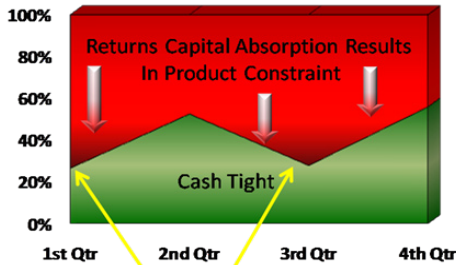 100%
80%
60%
40%
20%
0%
Returns Capital Absorption Results
In Product Constraint
Cash Tight
1st Qtr 2nd Qtr 3rd Qtr 4th Qtr